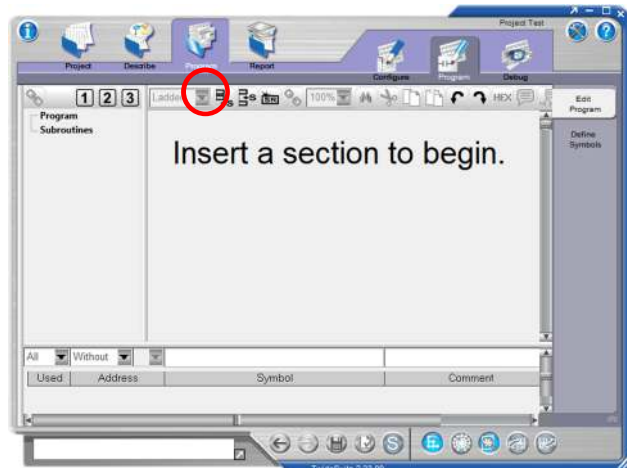 Project Test
Project Describe Program Report
Configure Program Debug
1 2 3 Ladder 100% HEX
Edit
Program
Define
Symbols
Program
Subroutines
Insert a section to begin.
All Without
Used Address Symbol Comment